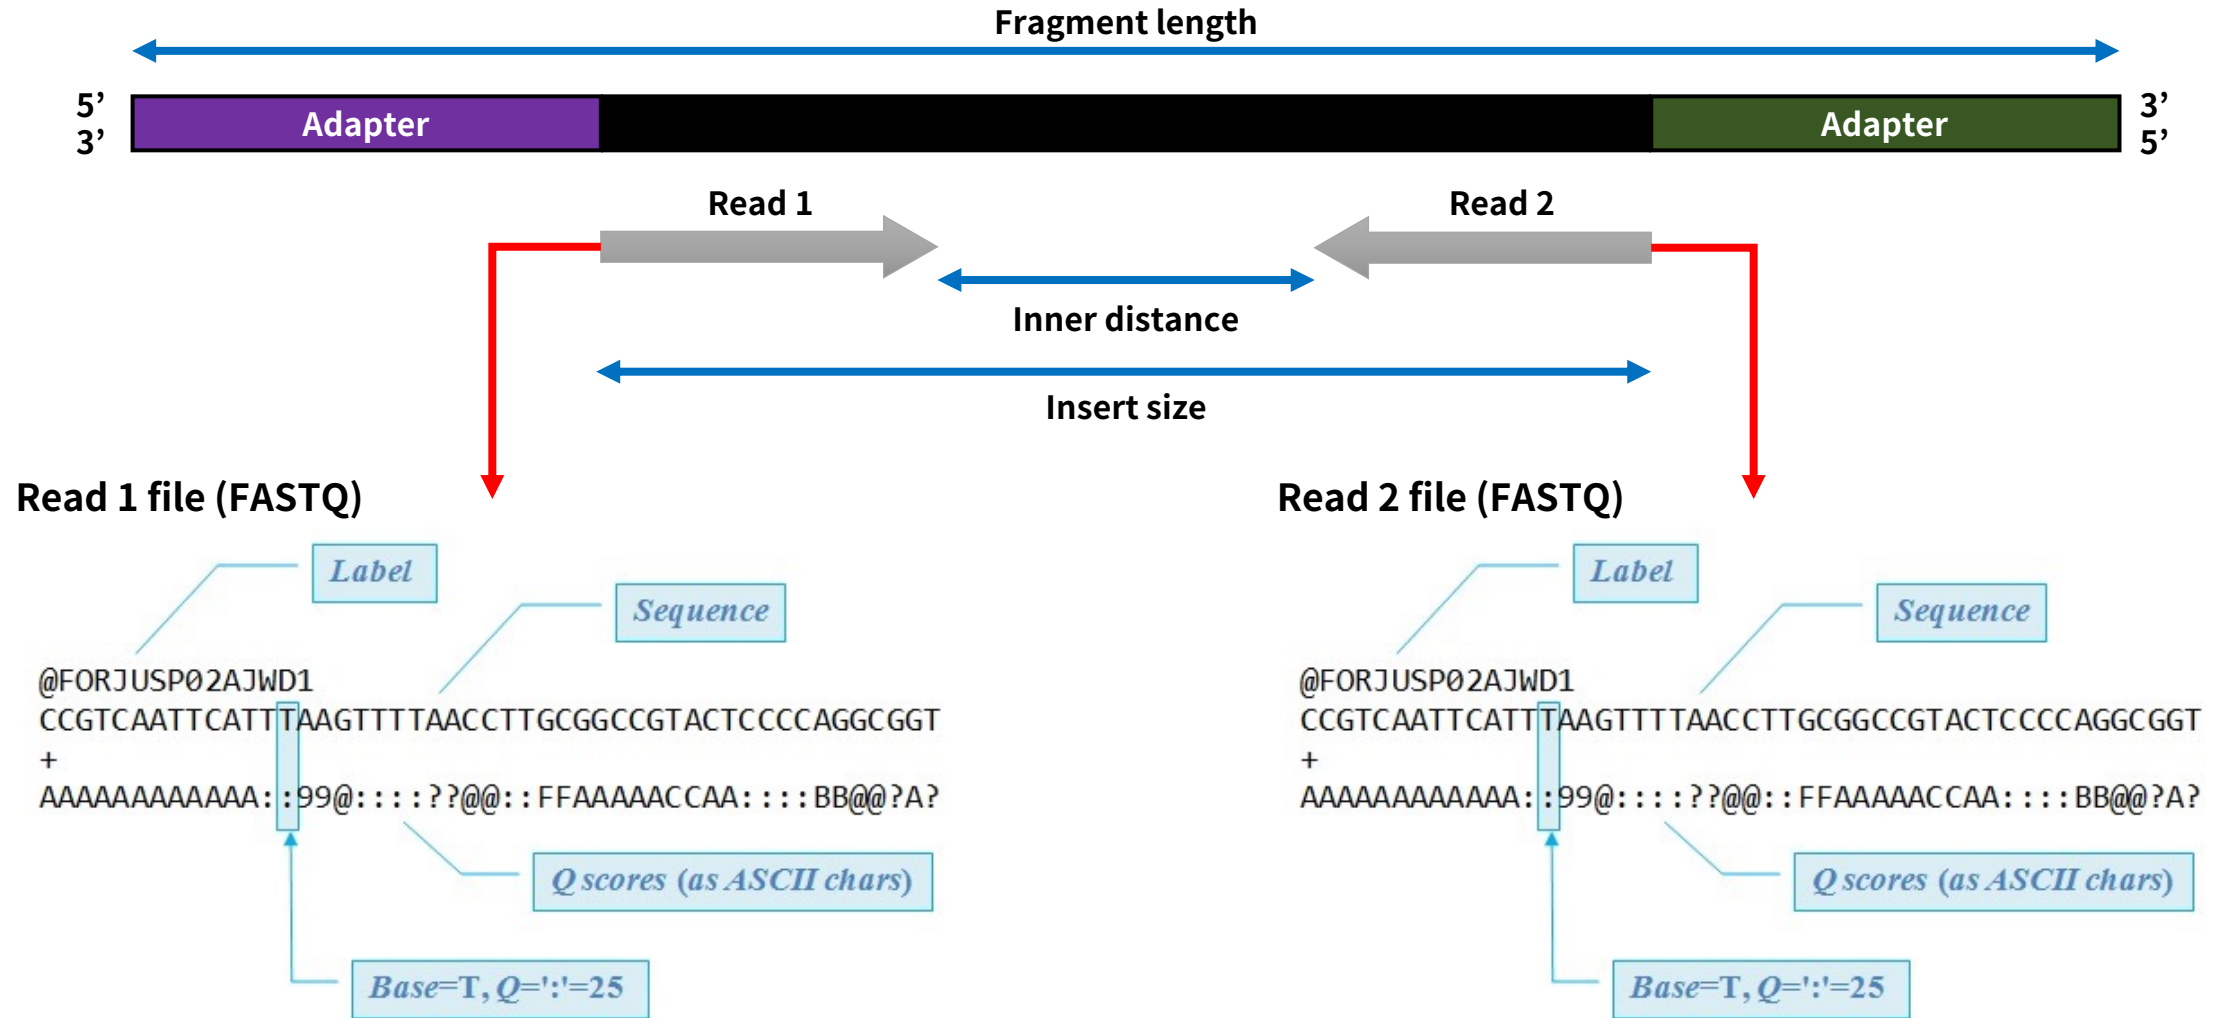 Fragment length
5’
3’
Adapter
Adapter
3’
5’
Read 1
Read 2
Inner distance
Insert size
Read 1 file (FASTQ)
Label
Sequence
@FORJUSP02AJWD1
CCGTCAATTCATTTAAGTTTTAACCTTGCGGCCGTACTCCCCAGGCGGT
+
AAAAAAAAAAAA::99@::::??@@::FFAAAAACCAA::::BB@@?A?
Q scores (as ASCII chars)
Base=T, Q=':'=25
Read 2 file (FASTQ)
Label
Sequence
@FORJUSP02AJWD1
CCGTCAATTCATTTAAGTTTTAACCTTGCGGCCGTACTCCCCAGGCGGT
+
AAAAAAAAAAAA::99@::::??@@::FFAAAAACCAA::::BB@@?A?
Q scores (as ASCII chars)
Base=T, Q=':'=25